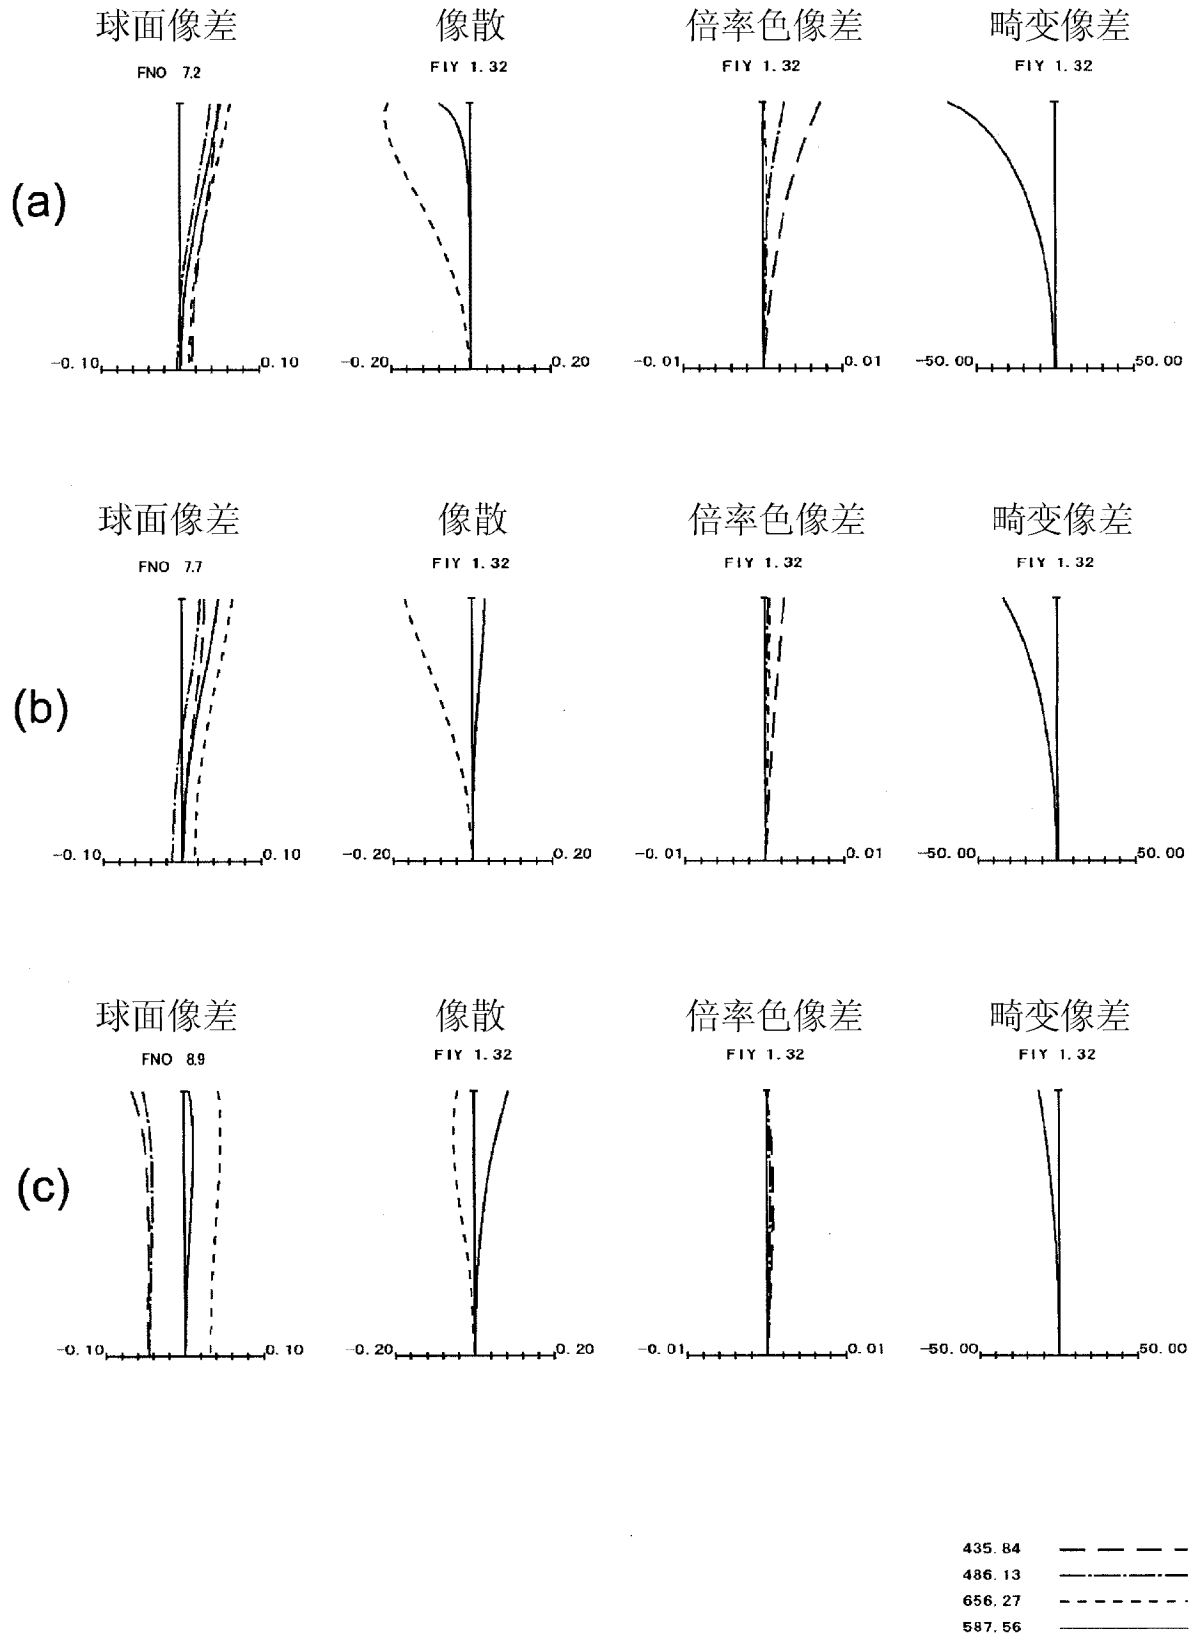 球面像差 像散 倍率色像差 畸变像差
FNO 7.2 FIY 1.32 FIY 1.32 FIY 1.32
(a)
-0.10 0.10 -0.20 0.20 -0.01 0.01 -50.00 50.00
球面像差 像散 倍率色像差 畸变像差
FNO 7.7 FIY 1.32 FIY 1.32 FIY 1.32
(b)
-0.10 0.10 -0.20 0.20 -0.01 0.01 -50.00 50.00
球面像差 像散 倍率色像差 畸变像差
FNO 8.9 FIY 1.32 FIY 1.32 FIY 1.32
(c)
-0.10 0.10 -0.20 0.20 -0.01 0.01 -50.00 50.00
435.84
486.13
656.27
587.56